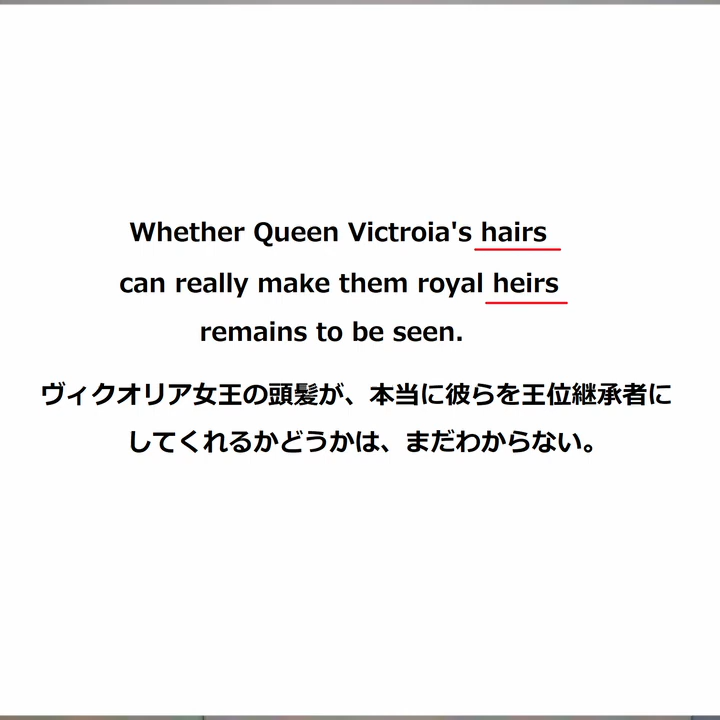 Whether Queen Victroia's hairs
can really make them royal heirs
remains to be seen.
ヴィクオリア女王の頭髪が、本当に彼らを王位継承者に
してくれるかどうかは、まだわからない。